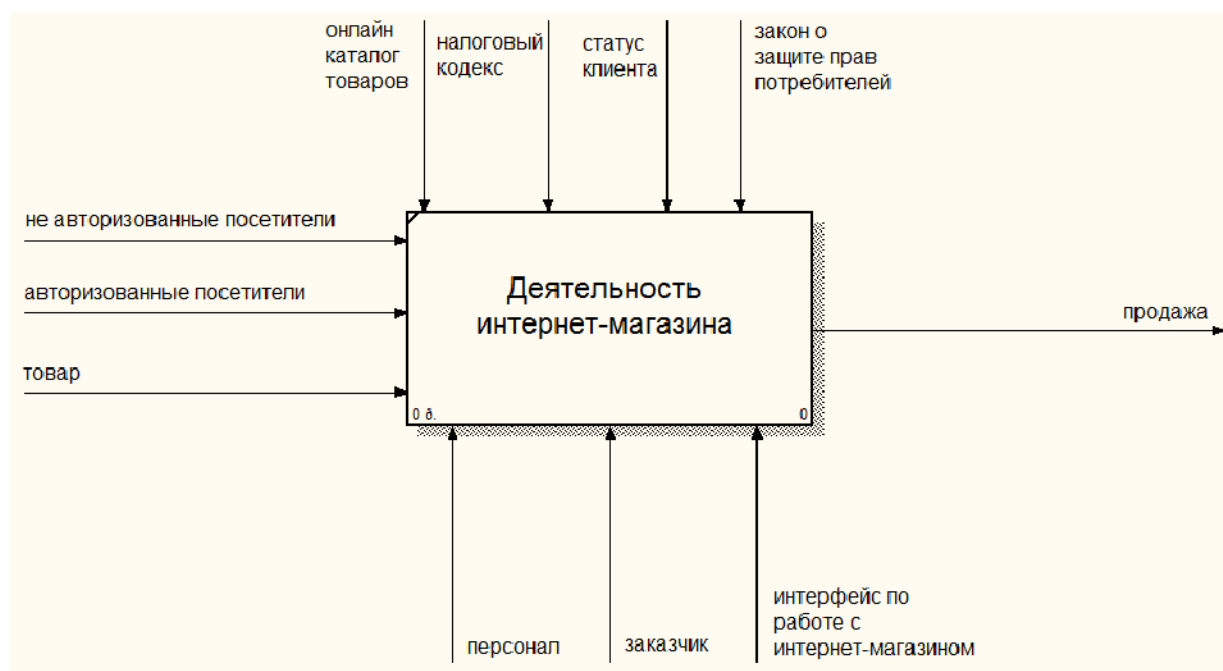 онлайн
каталог
товаров
налоговый
кодекс
статус
клиента
закон о
защите прав
потребителей
не авторизованные посетители
авторизованные посетители
товар
Деятельность
интернет-магазина
0 ð.
0
продажа
персонал
заказчик
интерфейс по
работе с
интернет-магазином